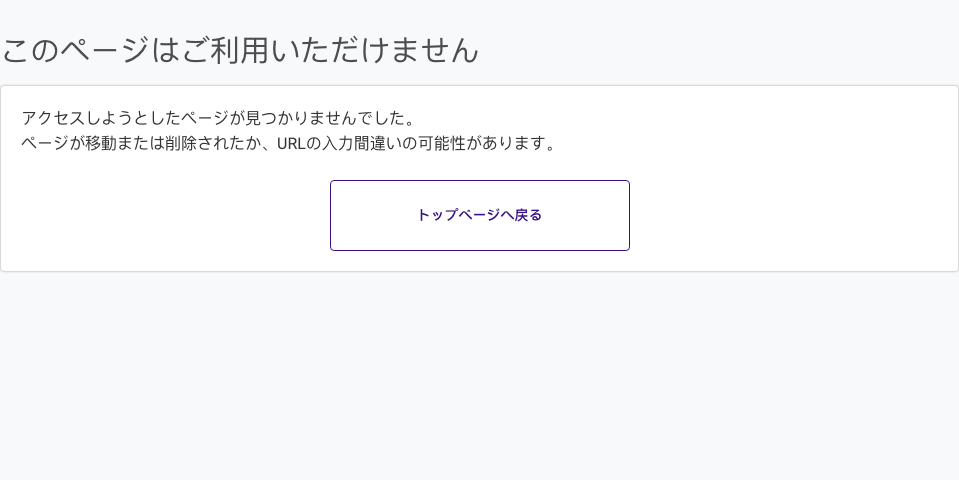 このページはご利用いただけません
アクセスしようとしたページが見つかりませんでした。
ページが移動または削除されたか、URLの入力間違いの可能性があります。
トップページへ戻る